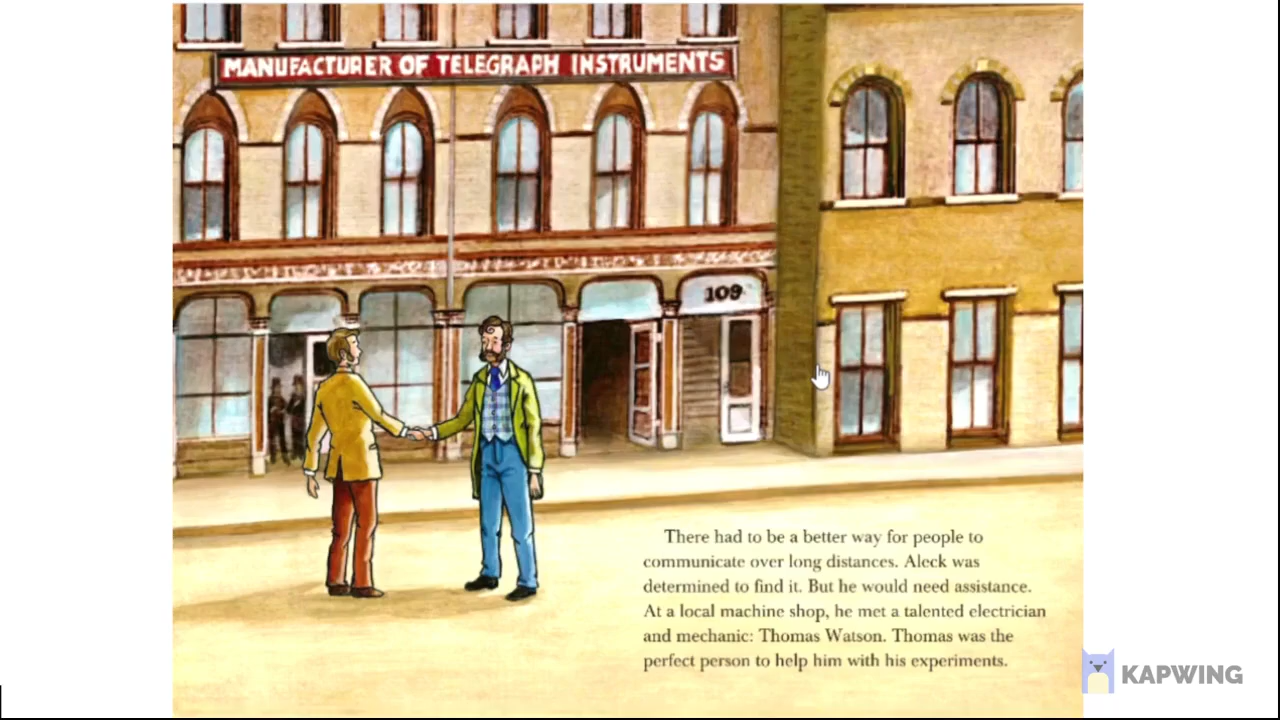 MANUFACTURER OF TELEGRAPH INSTRUMENTS
109
There had to be a better way for people to
communicate over long distances. Aleck was
determined to find it. But he would need assistance.
At a local machine shop, he met a talented electrician
and mechanic: Thomas Watson. Thomas was the
perfect person to help him with his experiments.
KAPWING